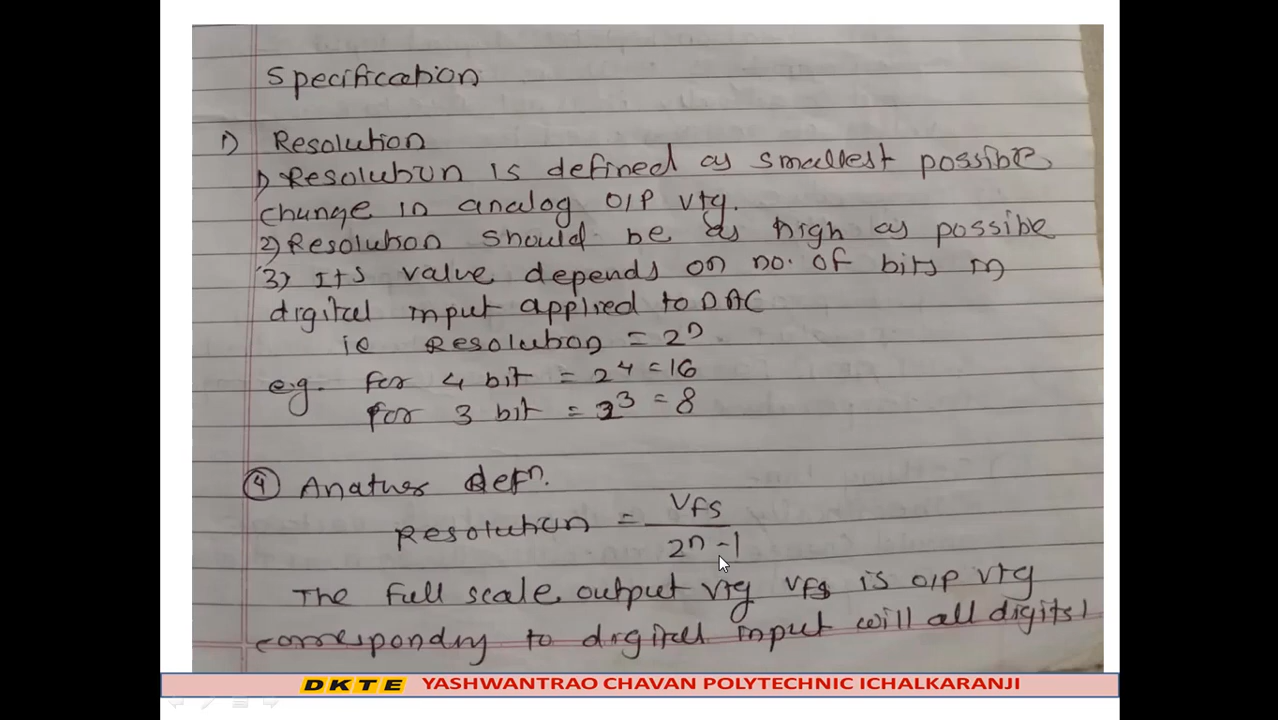 Specification
1) Resolution
1) Resolution is defined as smallest possible
change in analog O/P Vtg.
2) Resolution should be as high as possible
3) Its value depends on no. of bits in
digital input applied to DAC
ie Resolution = 2ⁿ
e.g. for 4 bit = 2⁴ = 16
for 3 bit = 2³ = 8
④ Another defⁿ.
Resolution = VFS
2ⁿ - 1
The full scale output Vtg Vfs is O/P Vtg
corresponding to digital input will all digits 1
DKTE YASHWANTRAO CHAVAN POLYTECHNIC ICHALKARANJI